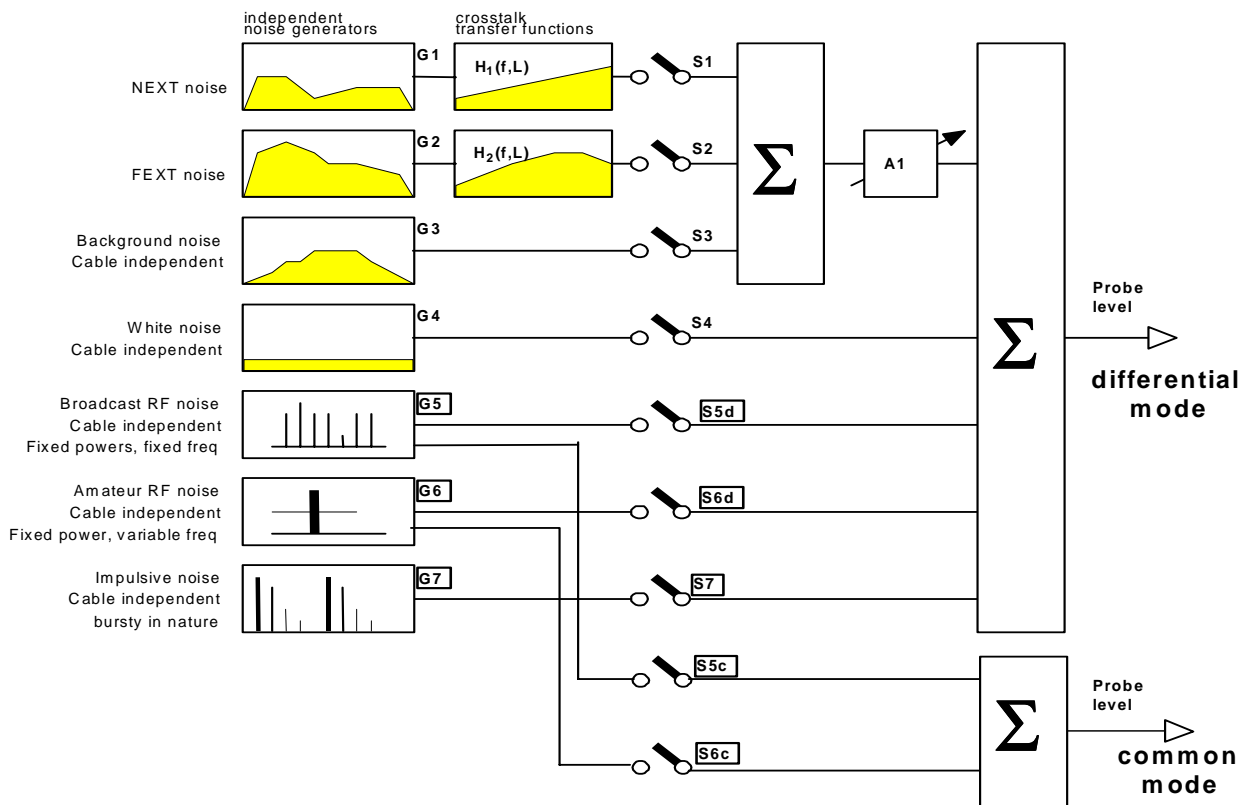 independent
noise generators
crosstalk
transfer functions
NEXT noise
G1
H1(f,L)
S1
FEXT noise
G2
H2(f,L)
S2
Σ
A1
Background noise
Cable independent
G3
S3
White noise
Cable independent
G4
S4
Σ
Probe
level
differential
mode
Broadcast RF noise
Cable independent
Fixed powers, fixed freq
G5
S5d
Amateur RF noise
Cable independent
Fixed power, variable freq
G6
S6d
Impulsive noise
Cable independent
bursty in nature
G7
S7
S5c
S6c
Σ
Probe
level
common
mode